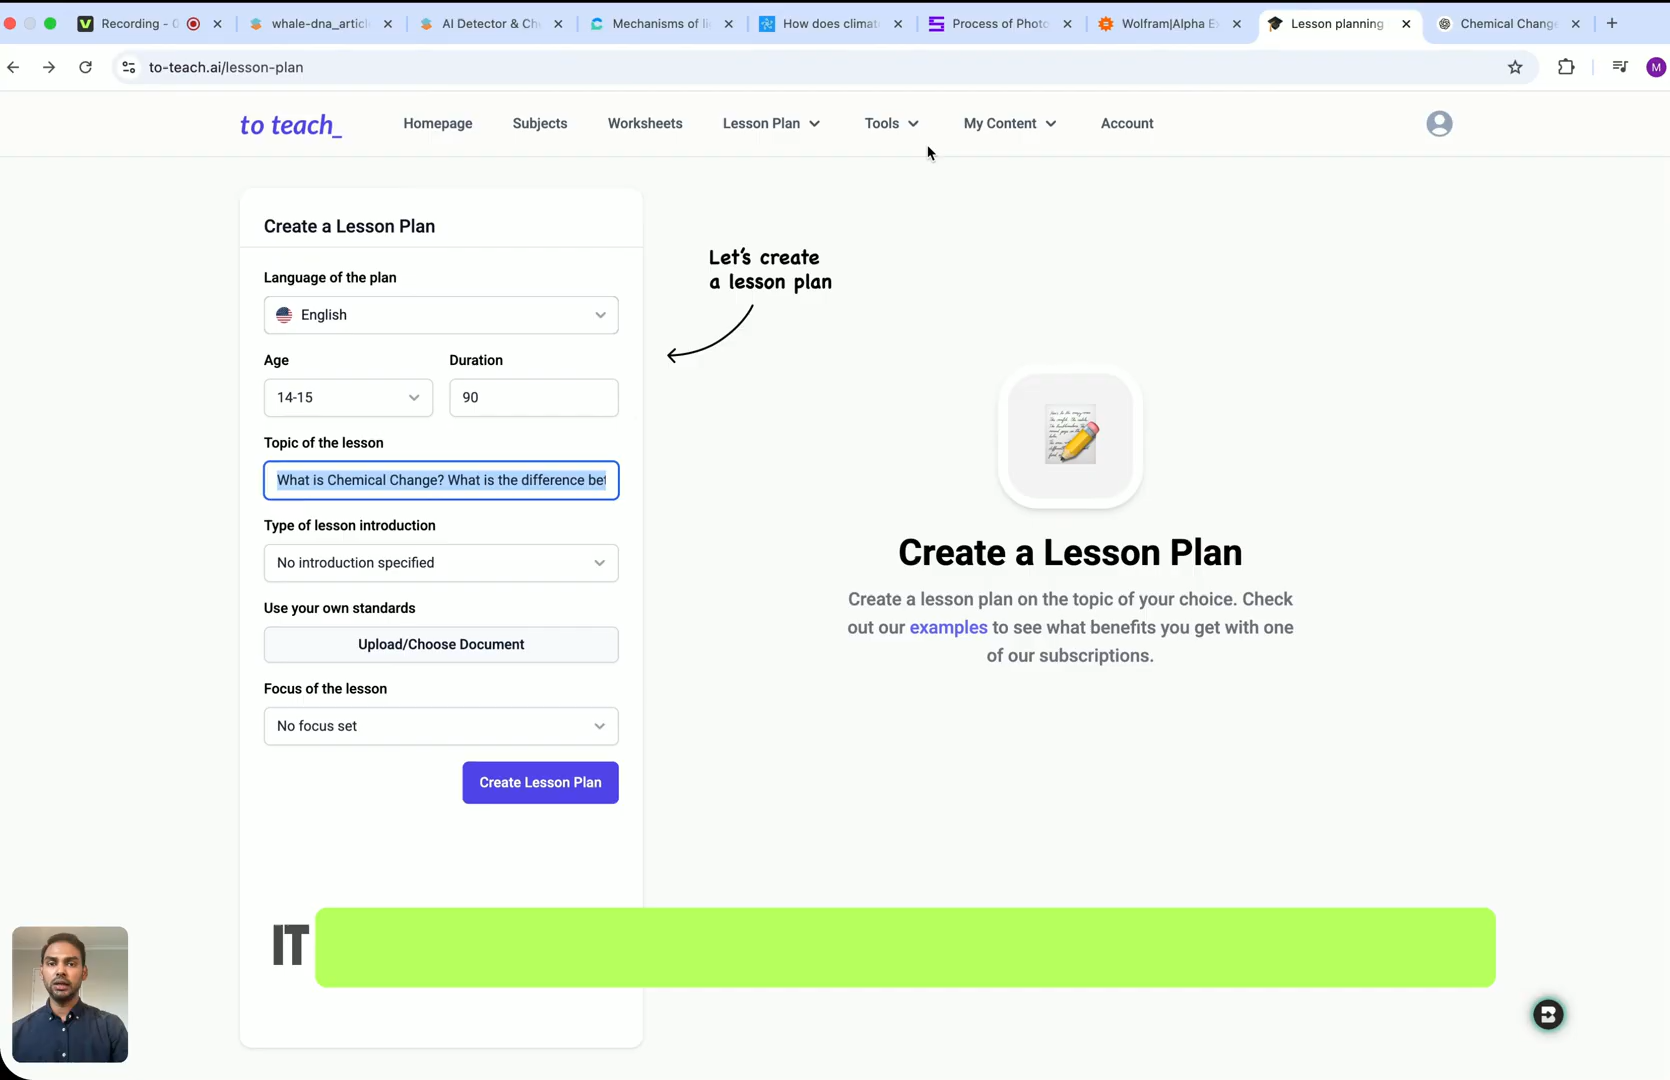 Recording - 0
whale-dna_articl
AI Detector & Ch
Mechanisms of li
How does climat
Process of Photo
Wolfram|Alpha Ex
Lesson planning
Chemical Change
to-teach.ai/lesson-plan
M
to teach_
Homepage
Subjects
Worksheets
Lesson Plan
Tools
My Content
Account
Create a Lesson Plan
Language of the plan
English
Age
Duration
14-15
90
Topic of the lesson
What is Chemical Change? What is the difference bet
Type of lesson introduction
No introduction specified
Use your own standards
Upload/Choose Document
Focus of the lesson
No focus set
Create Lesson Plan
Let's create
a lesson plan
Create a Lesson Plan
Create a lesson plan on the topic of your choice. Check
out our examples to see what benefits you get with one
of our subscriptions.
IT